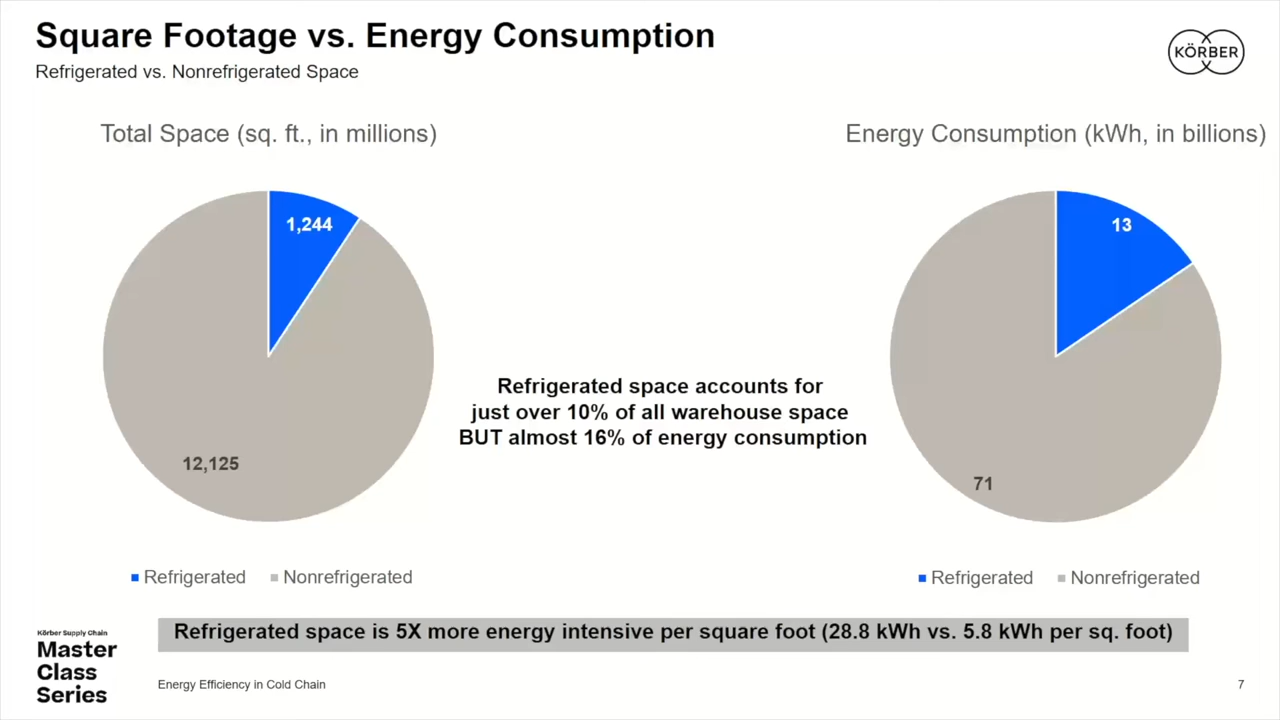 Square Footage vs. Energy Consumption
Refrigerated vs. Nonrefrigerated Space
KÖRBER
Total Space (sq. ft., in millions)
1,244
12,125
Refrigerated Nonrefrigerated
Refrigerated space accounts for
just over 10% of all warehouse space
BUT almost 16% of energy consumption
Energy Consumption (kWh, in billions)
13
71
Refrigerated Nonrefrigerated
Refrigerated space is 5X more energy intensive per square foot (28.8 kWh vs. 5.8 kWh per sq. foot)
Körber Supply Chain
Master
Class
Series
Energy Efficiency in Cold Chain
7